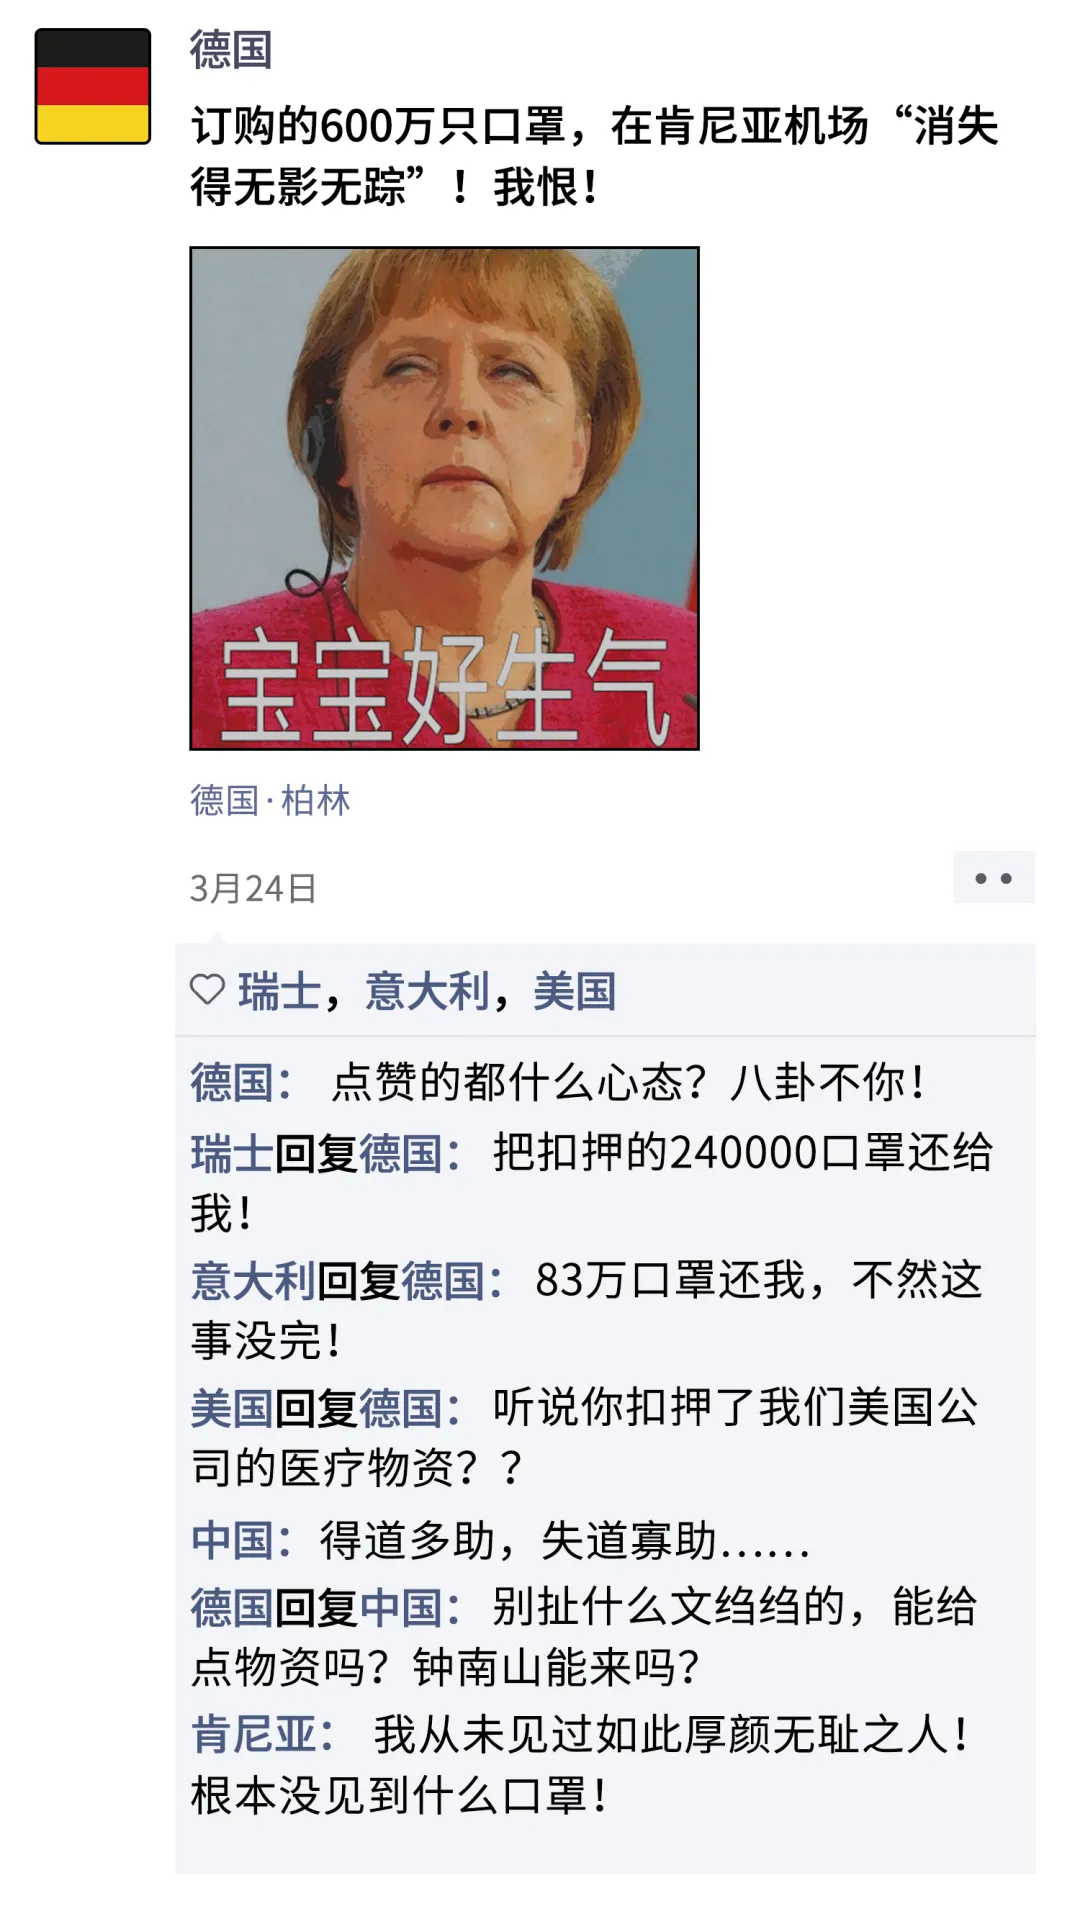 德国
订购的600万只口罩，在肯尼亚机场“消失
得无影无踪”！我恨！
宝宝好生气
德国·柏林
3月24日
瑞士，意大利，美国
德国： 点赞的都什么心态？八卦不你！
瑞士回复德国： 把扣押的240000口罩还给
我！
意大利回复德国： 83万口罩还我，不然这
事没完！
美国回复德国： 听说你扣押了我们美国公
司的医疗物资？？
中国： 得道多助，失道寡助……
德国回复中国： 别扯什么文绉绉的，能给
点物资吗？钟南山能来吗？
肯尼亚： 我从未见过如此厚颜无耻之人！
根本没见到什么口罩！